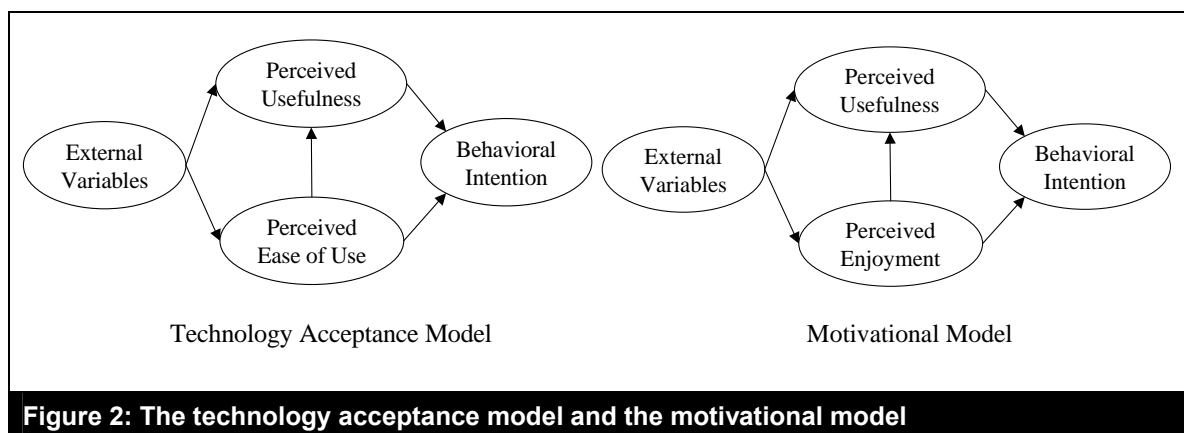 Perceived
Usefulness
External
Variables
Behavioral
Intention
Perceived
Ease of Use
Technology Acceptance Model
Perceived
Usefulness
External
Variables
Behavioral
Intention
Perceived
Enjoyment
Motivational Model
Figure 2: The technology acceptance model and the motivational model